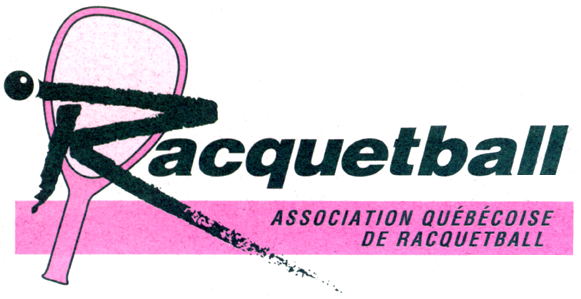 Racquetball
ASSOCIATION QUÉBÉCOISE
DE RACQUETBALL